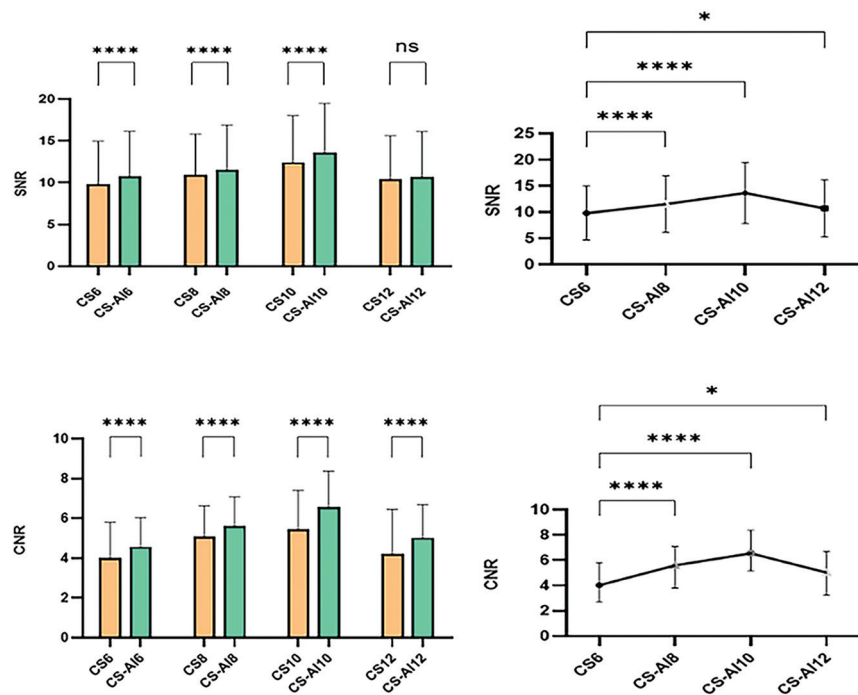 **** **** **** ns
20
15
10
5
0
SNR
CS6 CS-AI6 CS8 CS-AI8 CS10 CS-AI10 CS12 CS-AI12
*
****
****
25
20
15
10
5
0
SNR
CS6 CS-AI8 CS-AI10 CS-AI12
**** **** **** ****
10
8
6
4
2
0
CNR
CS6 CS-AI6 CS8 CS-AI8 CS10 CS-AI10 CS12 CS-AI12
*
****
****
10
8
6
4
2
0
CNR
CS6 CS-AI8 CS-AI10 CS-AI12